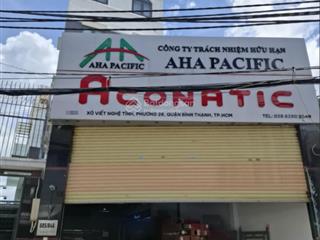 CÔNG TY TRÁCH NHIỆM HỮU HẠN
AHA PACIFIC
AHA PACIFIC
ACONATIC
XÔ VIẾT NGHỆ TĨNH, PHƯỜNG 26, QUẬN BÌNH THẠNH, TP.HCM